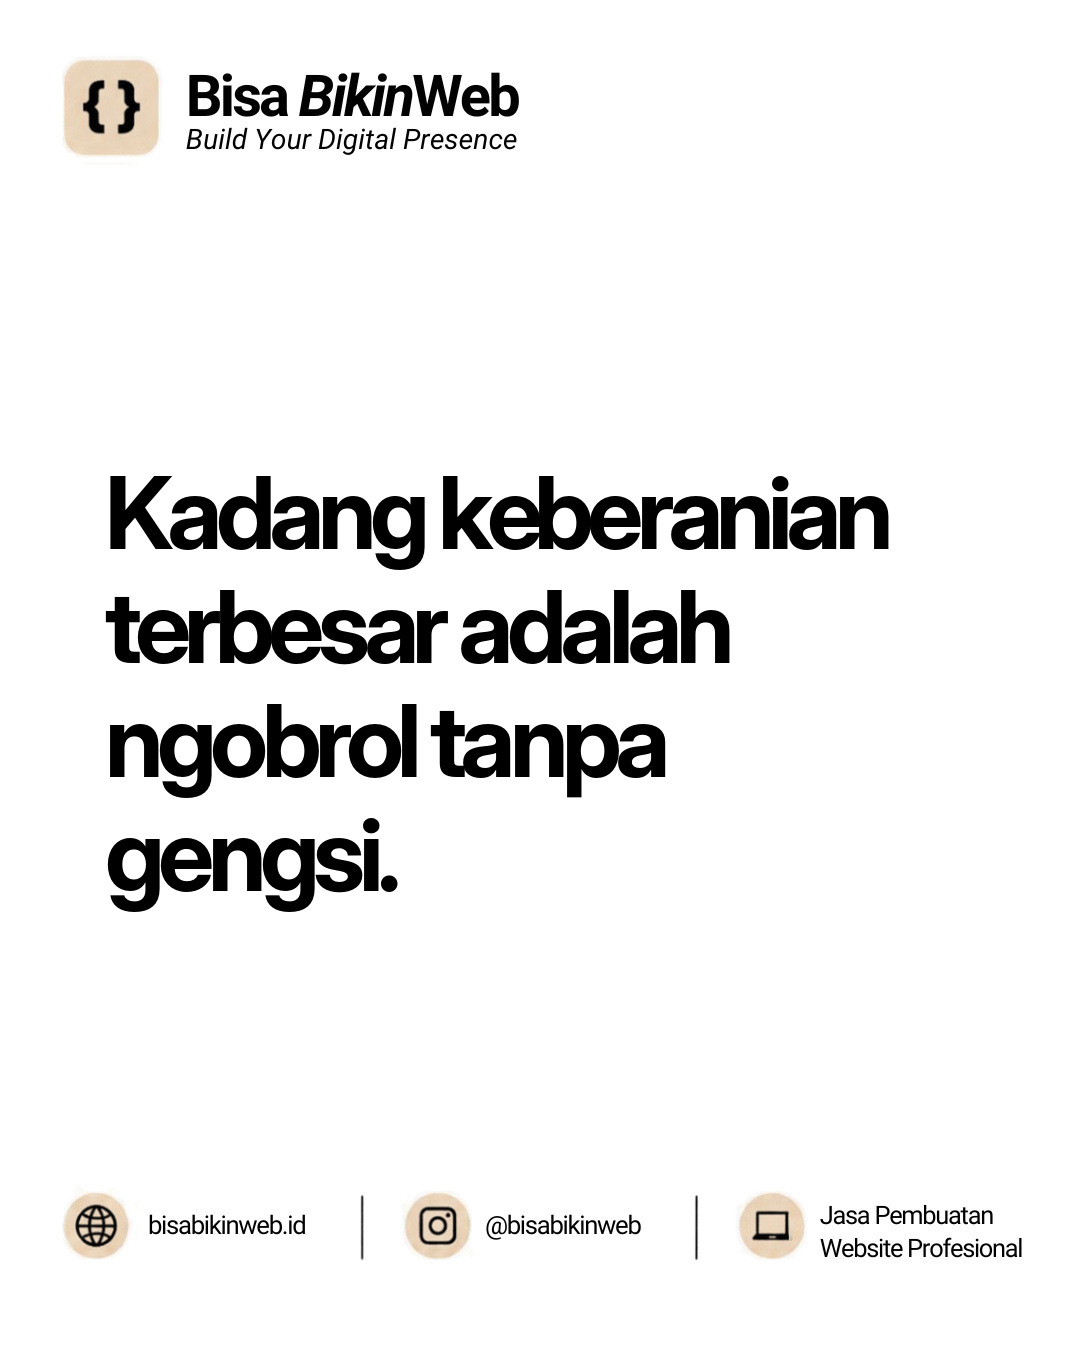 { }
Bisa BikinWeb
Build Your Digital Presence
Kadang keberanian
terbesar adalah
ngobrol tanpa
gengsi.
bisabikinweb.id
@bisabikinweb
Jasa Pembuatan
Website Profesional